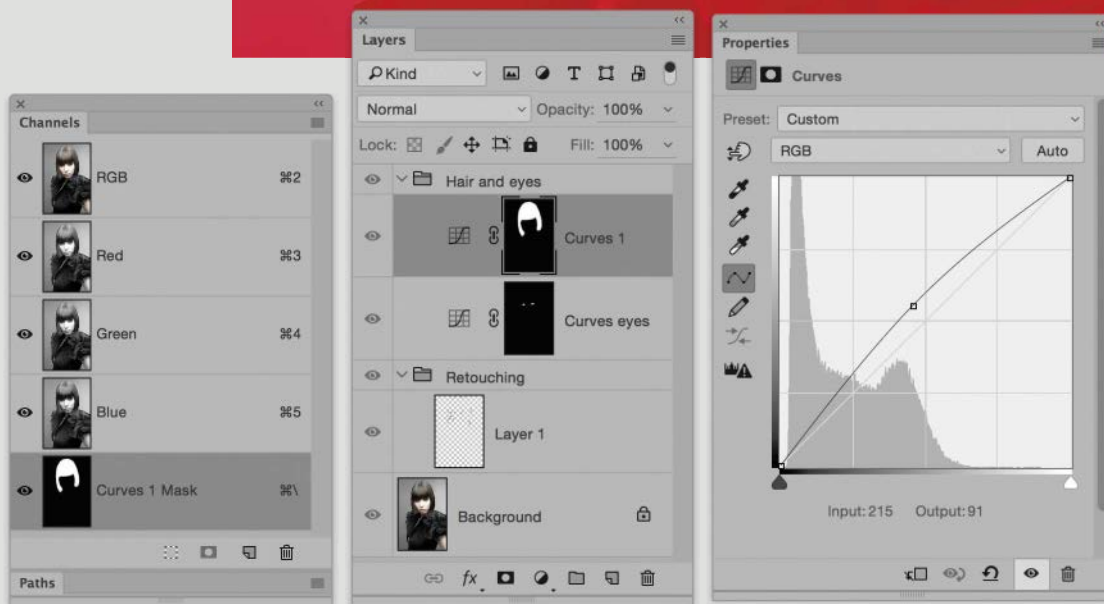 Channels
RGB ⌘2
Red ⌘3
Green ⌘4
Blue ⌘5
Curves 1 Mask ⌘\
Paths
Layers
Kind
Normal Opacity: 100%
Lock: Fill: 100%
Hair and eyes
Curves 1
Curves eyes
Retouching
Layer 1
Background
fx
Properties
Curves
Preset: Custom
RGB Auto
Input: 215 Output: 91